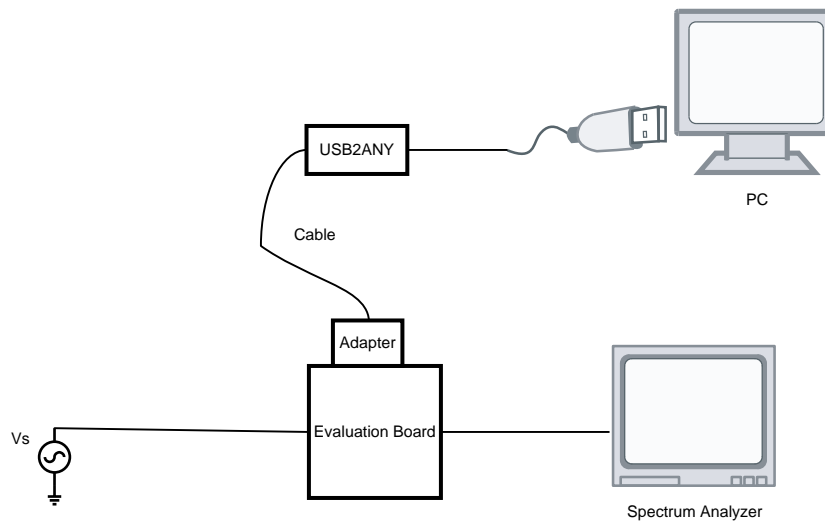 USB2ANY
PC
Cable
Adapter
Evaluation Board
Vs
Spectrum Analyzer